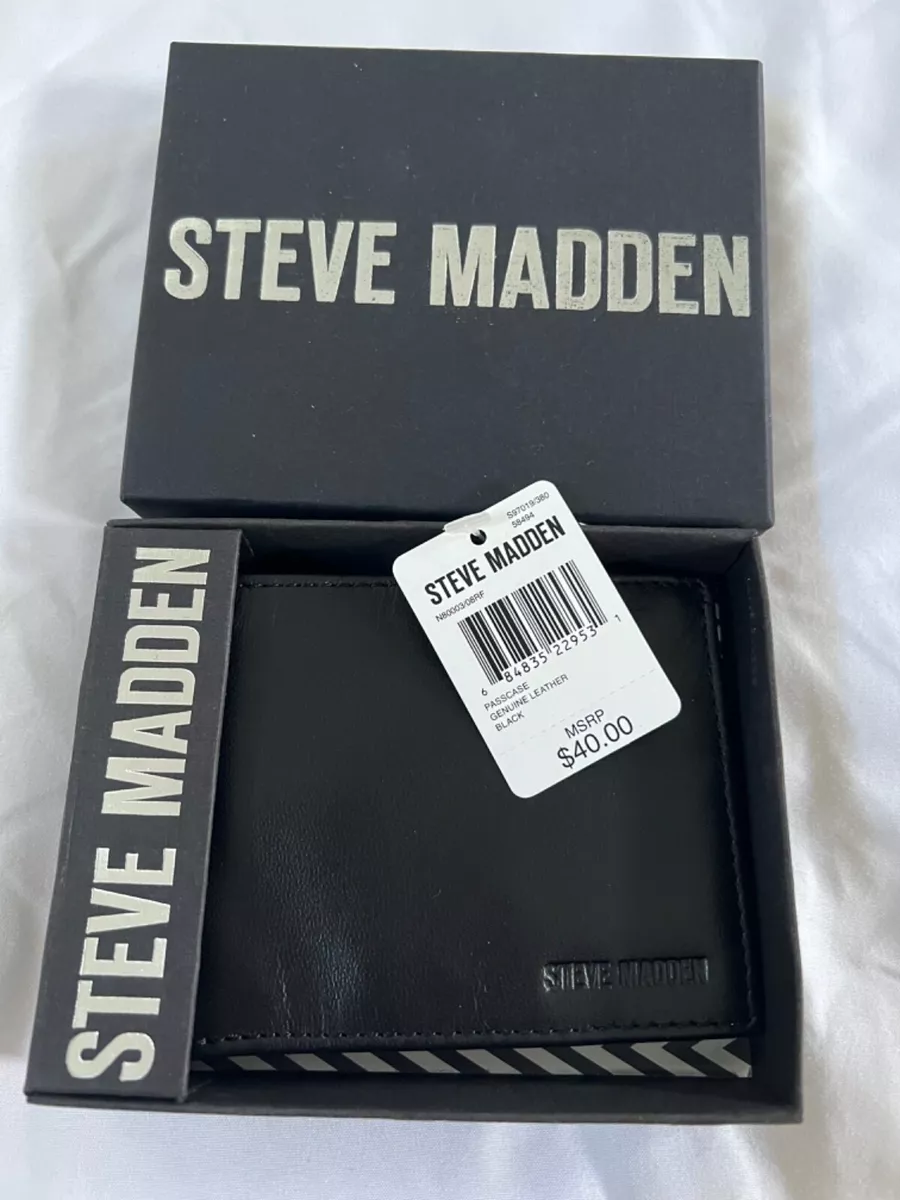 STEVE MADDEN
S97019/380
58494
STEVE MADDEN
N80003/08RF
6 84835 22953 1
PASSCASE
GENUINE LEATHER
BLACK
MSRP
$40.00
STEVE MADDEN
STEVE MADDEN